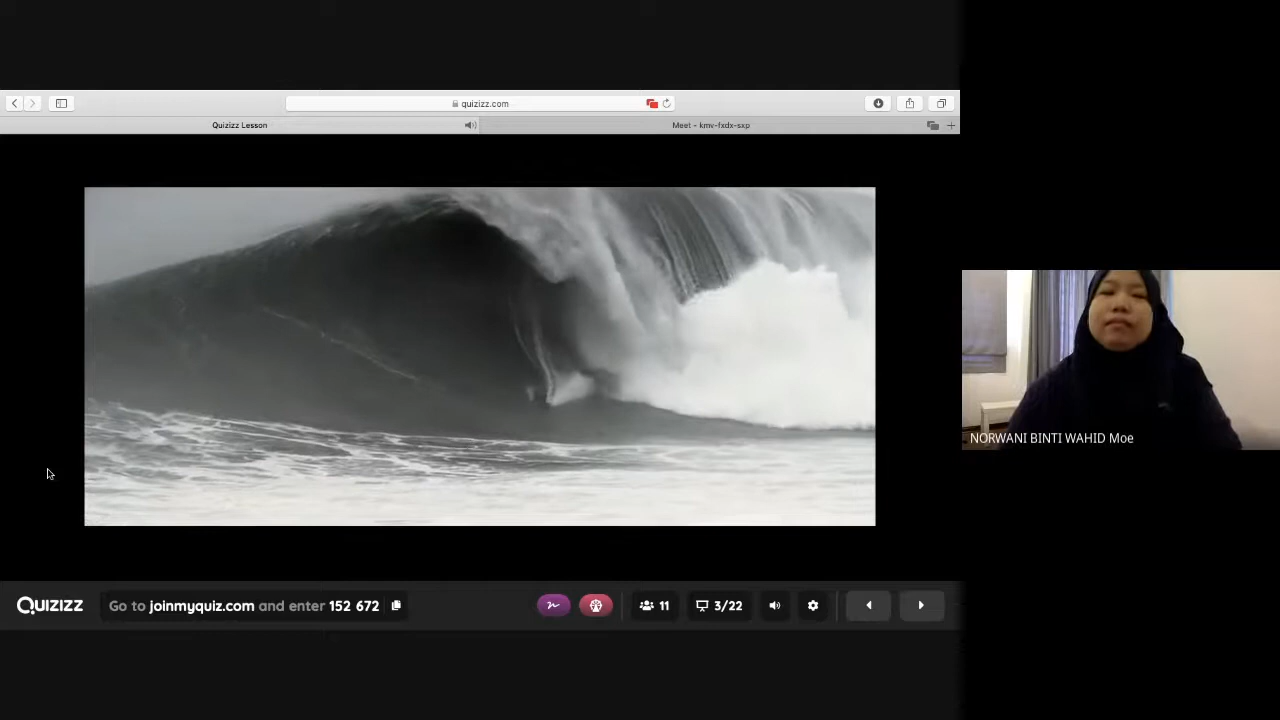 quizizz.com
Quizizz Lesson
Meet - kmv-fxdx-sxp
NORWANI BINTI WAHID Moe
QUIZIZZ
Go to joinmyquiz.com and enter 152 672
11
3/22